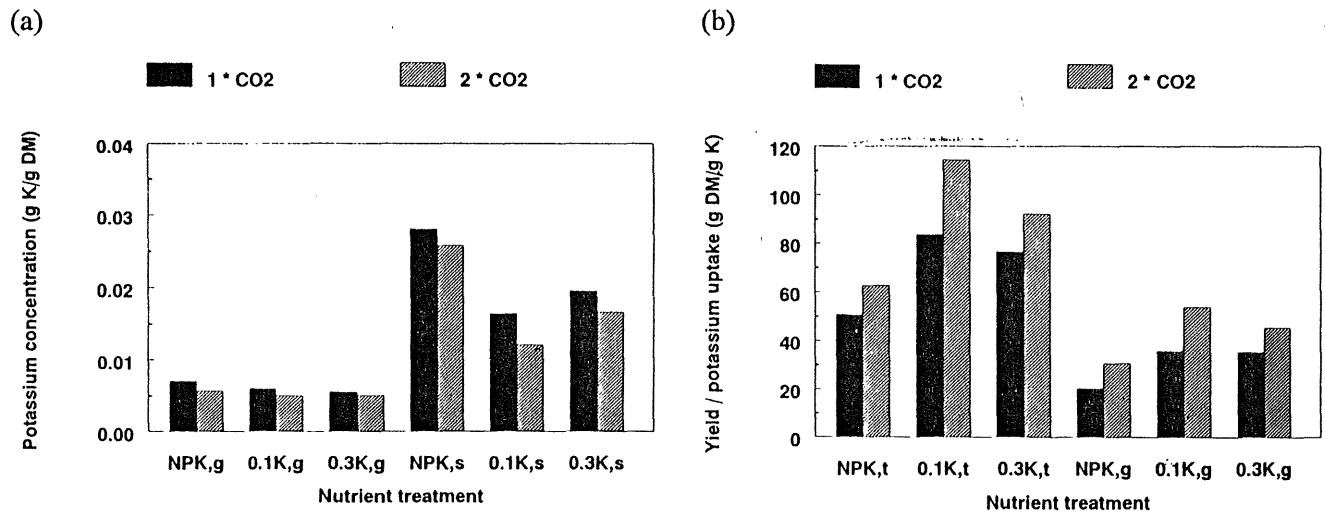 (a)
1 * CO2 2 * CO2
Potassium concentration (g K/g DM)
0.04
0.03
0.02
0.01
0.00
NPK,g 0.1K,g 0.3K,g NPK,s 0.1K,s 0.3K,s
Nutrient treatment
(b)
1 * CO2 2 * CO2
Yield / potassium uptake (g DM/g K)
120
100
80
60
40
20
0
NPK,t 0.1K,t 0.3K,t NPK,g 0.1K,g 0.3K,g
Nutrient treatment